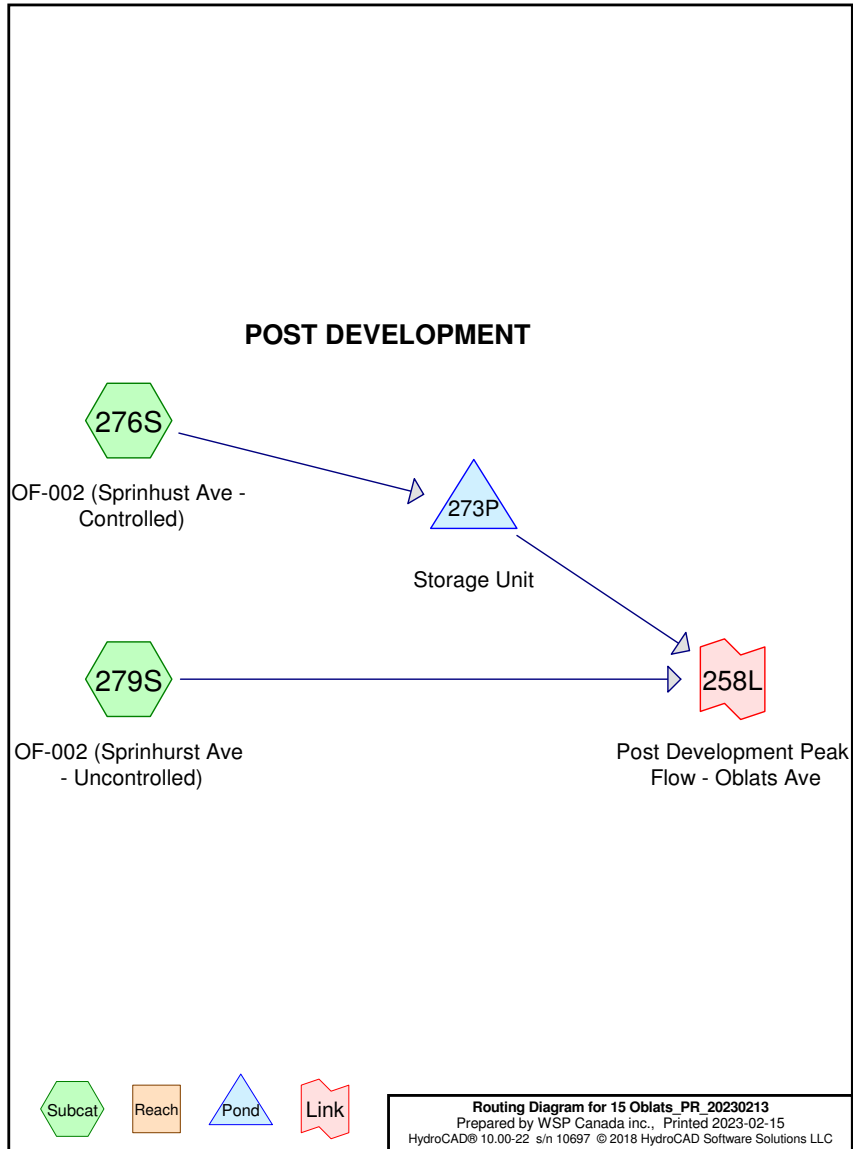 POST DEVELOPMENT
276S
OF-002 (Sprinhust Ave -
Controlled)
273P
Storage Unit
279S
OF-002 (Sprinhurst Ave
- Uncontrolled)
258L
Post Development Peak
Flow - Oblats Ave
Subcat
Reach
Pond
Link
Routing Diagram for 15 Oblats_PR_20230213
Prepared by WSP Canada inc., Printed 2023-02-15
HydroCAD® 10.00-22 s/n 10697 © 2018 HydroCAD Software Solutions LLC